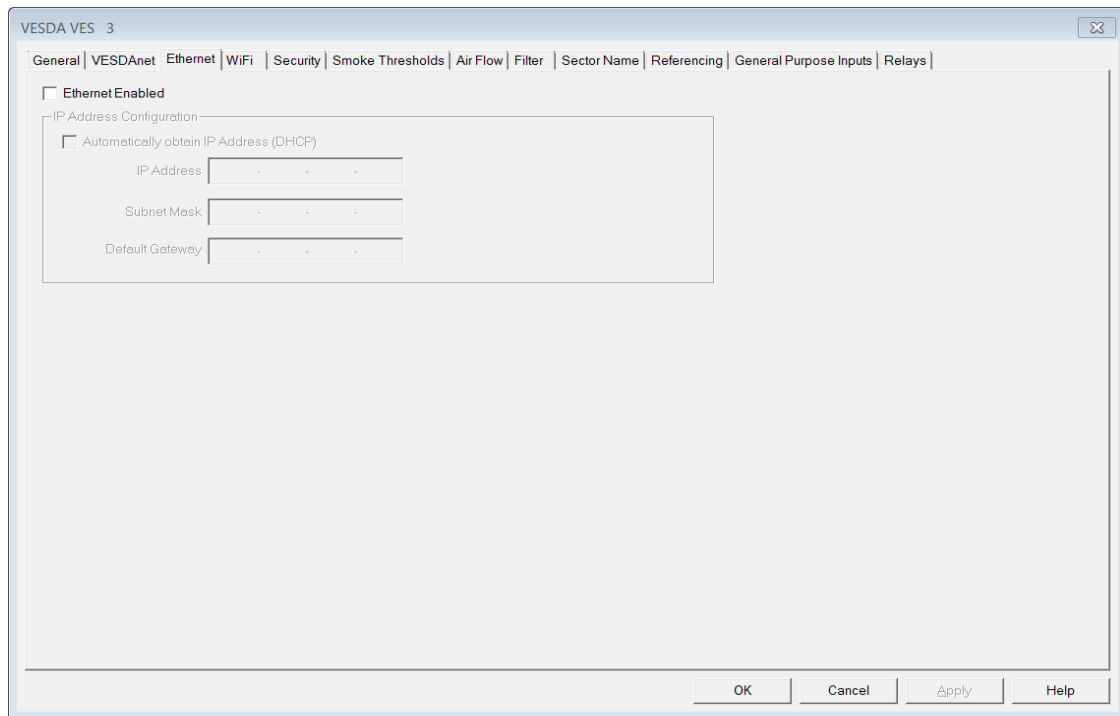 VESDA VES 3
General VESDAnet Ethernet WiFi Security Smoke Thresholds Air Flow Filter Sector Name Referencing General Purpose Inputs Relays
Ethernet Enabled
IP Address Configuration
Automatically obtain IP Address (DHCP)
IP Address
Subnet Mask
Default Gateway
OK Cancel Apply Help